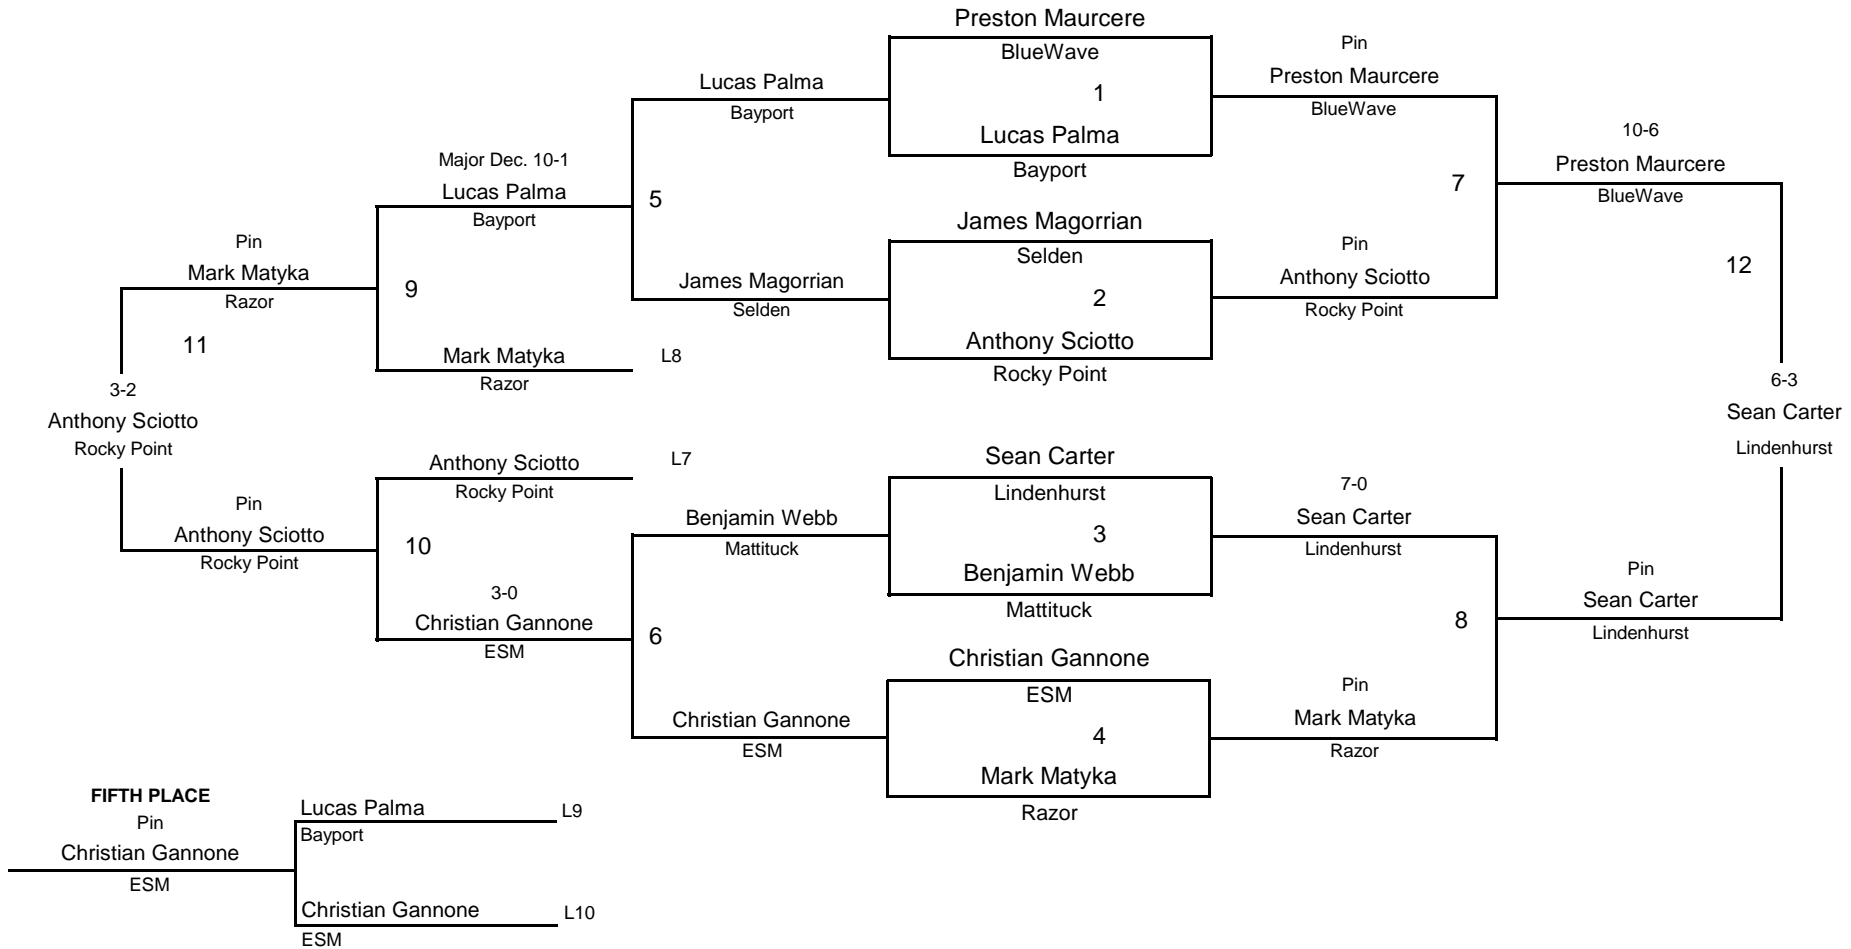 Preston Maurcere
BlueWave
1
Lucas Palma
Bayport
James Magorrian
Selden
2
Anthony Sciotto
Rocky Point
Sean Carter
Lindenhurst
3
Benjamin Webb
Mattituck
Christian Gannone
ESM
4
Mark Matyka
Razor
Pin
Preston Maurcere
BlueWave
7
Pin
Anthony Sciotto
Rocky Point
7-0
Sean Carter
Lindenhurst
8
Pin
Mark Matyka
Razor
10-6
Preston Maurcere
BlueWave
12
Pin
Sean Carter
Lindenhurst
6-3
Sean Carter
Lindenhurst
Lucas Palma
Bayport
5
James Magorrian
Selden
Benjamin Webb
Mattituck
6
Christian Gannone
ESM
Major Dec. 10-1
Lucas Palma
Bayport
9
Mark Matyka
L8
Razor
Anthony Sciotto
L7
Rocky Point
10
3-0
Christian Gannone
ESM
Pin
Mark Matyka
Razor
11
Pin
Anthony Sciotto
Rocky Point
3-2
Anthony Sciotto
Rocky Point
FIFTH PLACE
Pin
Christian Gannone
ESM
Lucas Palma
L9
Bayport
Christian Gannone
L10
ESM